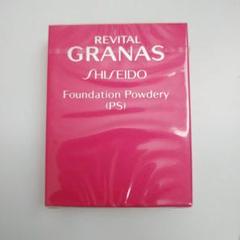 REVITAL
GRANAS
SHISEIDO
Foundation Powdery
(PS)